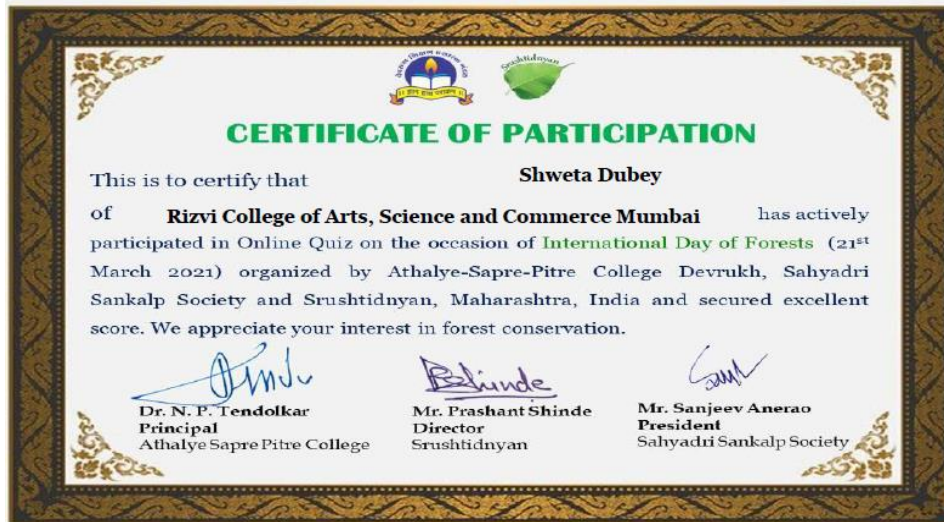 Srushtidnyan
CERTIFICATE OF PARTICIPATION
This is to certify that Shweta Dubey
of Rizvi College of Arts, Science and Commerce Mumbai has actively
participated in Online Quiz on the occasion of International Day of Forests (21st
March 2021) organized by Athalye-Sapre-Pitre College Devrukh, Sahyadri
Sankalp Society and Srushtidnyan, Maharashtra, India and secured excellent
score. We appreciate your interest in forest conservation.
Dr. N. P. Tendolkar
Principal
Athalye Sapre Pitre College
Mr. Prashant Shinde
Director
Srushtidnyan
Mr. Sanjeev Anerao
President
Sahyadri Sankalp Society